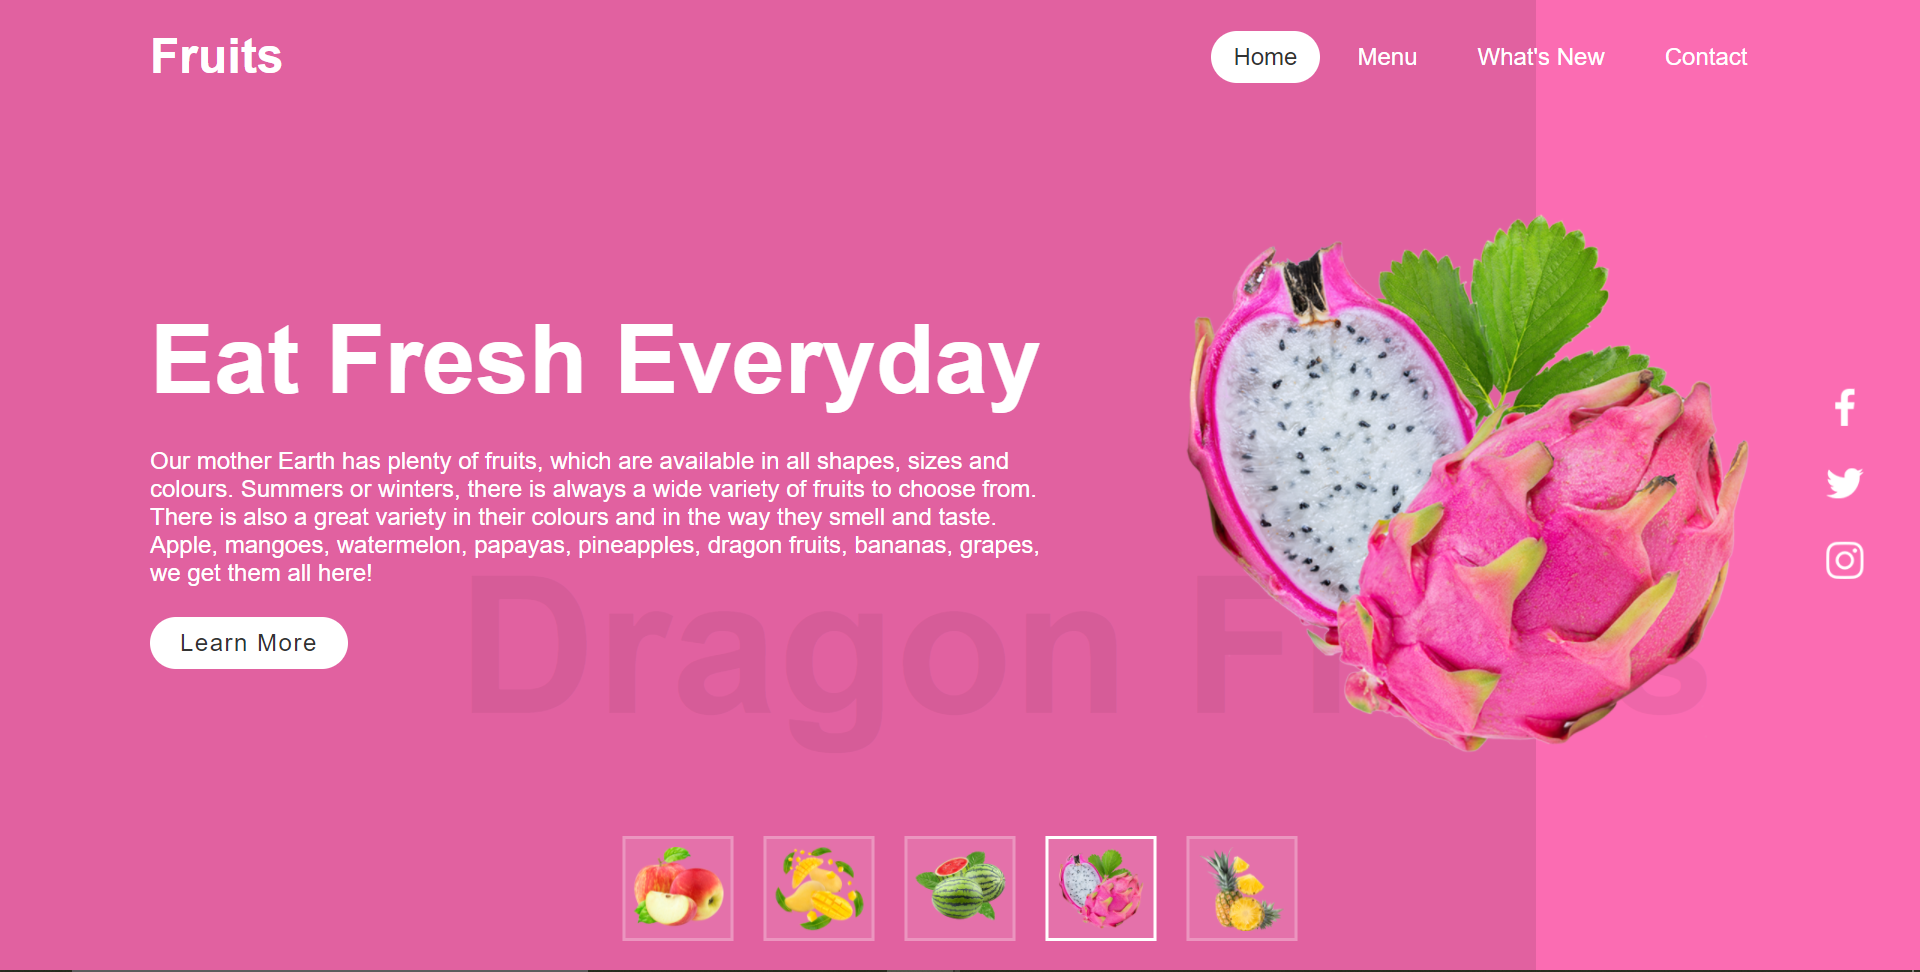 Fruits
Home
Menu
What's New
Contact
Eat Fresh Everyday
Our mother Earth has plenty of fruits, which are available in all shapes, sizes and
colours. Summers or winters, there is always a wide variety of fruits to choose from.
There is also a great variety in their colours and in the way they smell and taste.
Apple, mangoes, watermelon, papayas, pineapples, dragon fruits, bananas, grapes,
we get them all here!
Learn More
Dragon Fruits